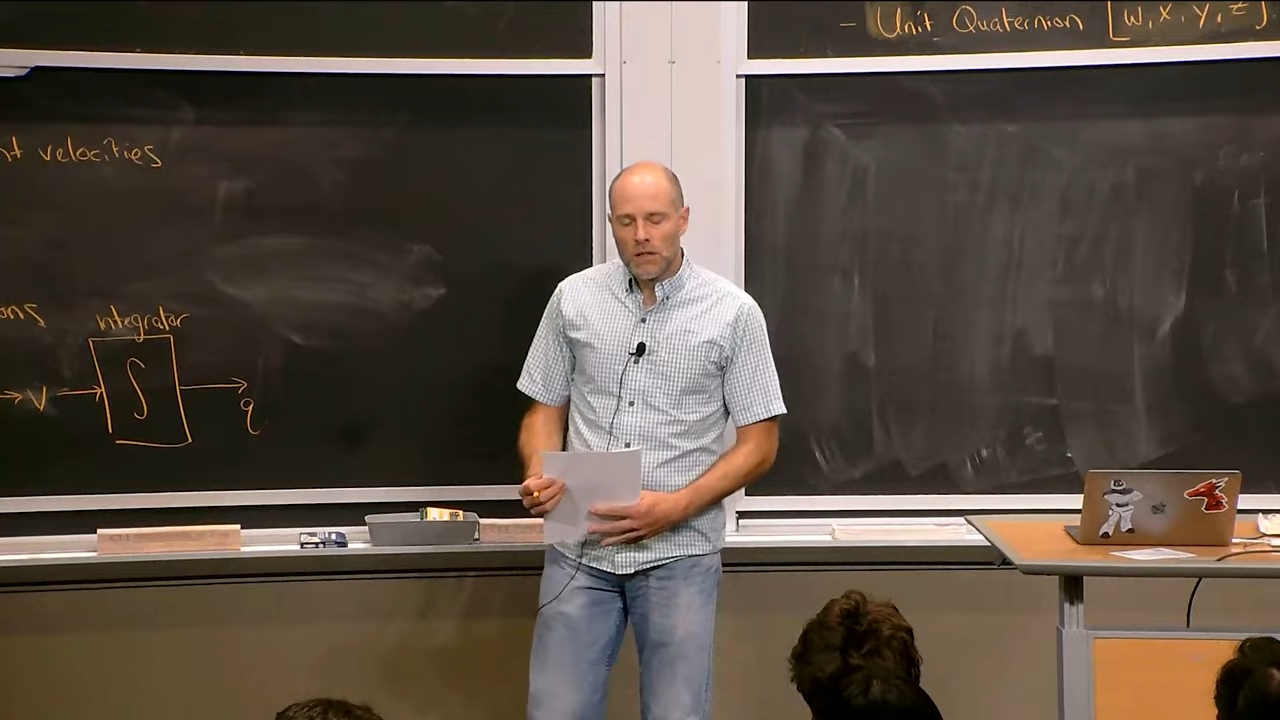 - Unit Quaternion [w, x, y, z]
nt velocities
ons
integrator
→ V → ∫ → q